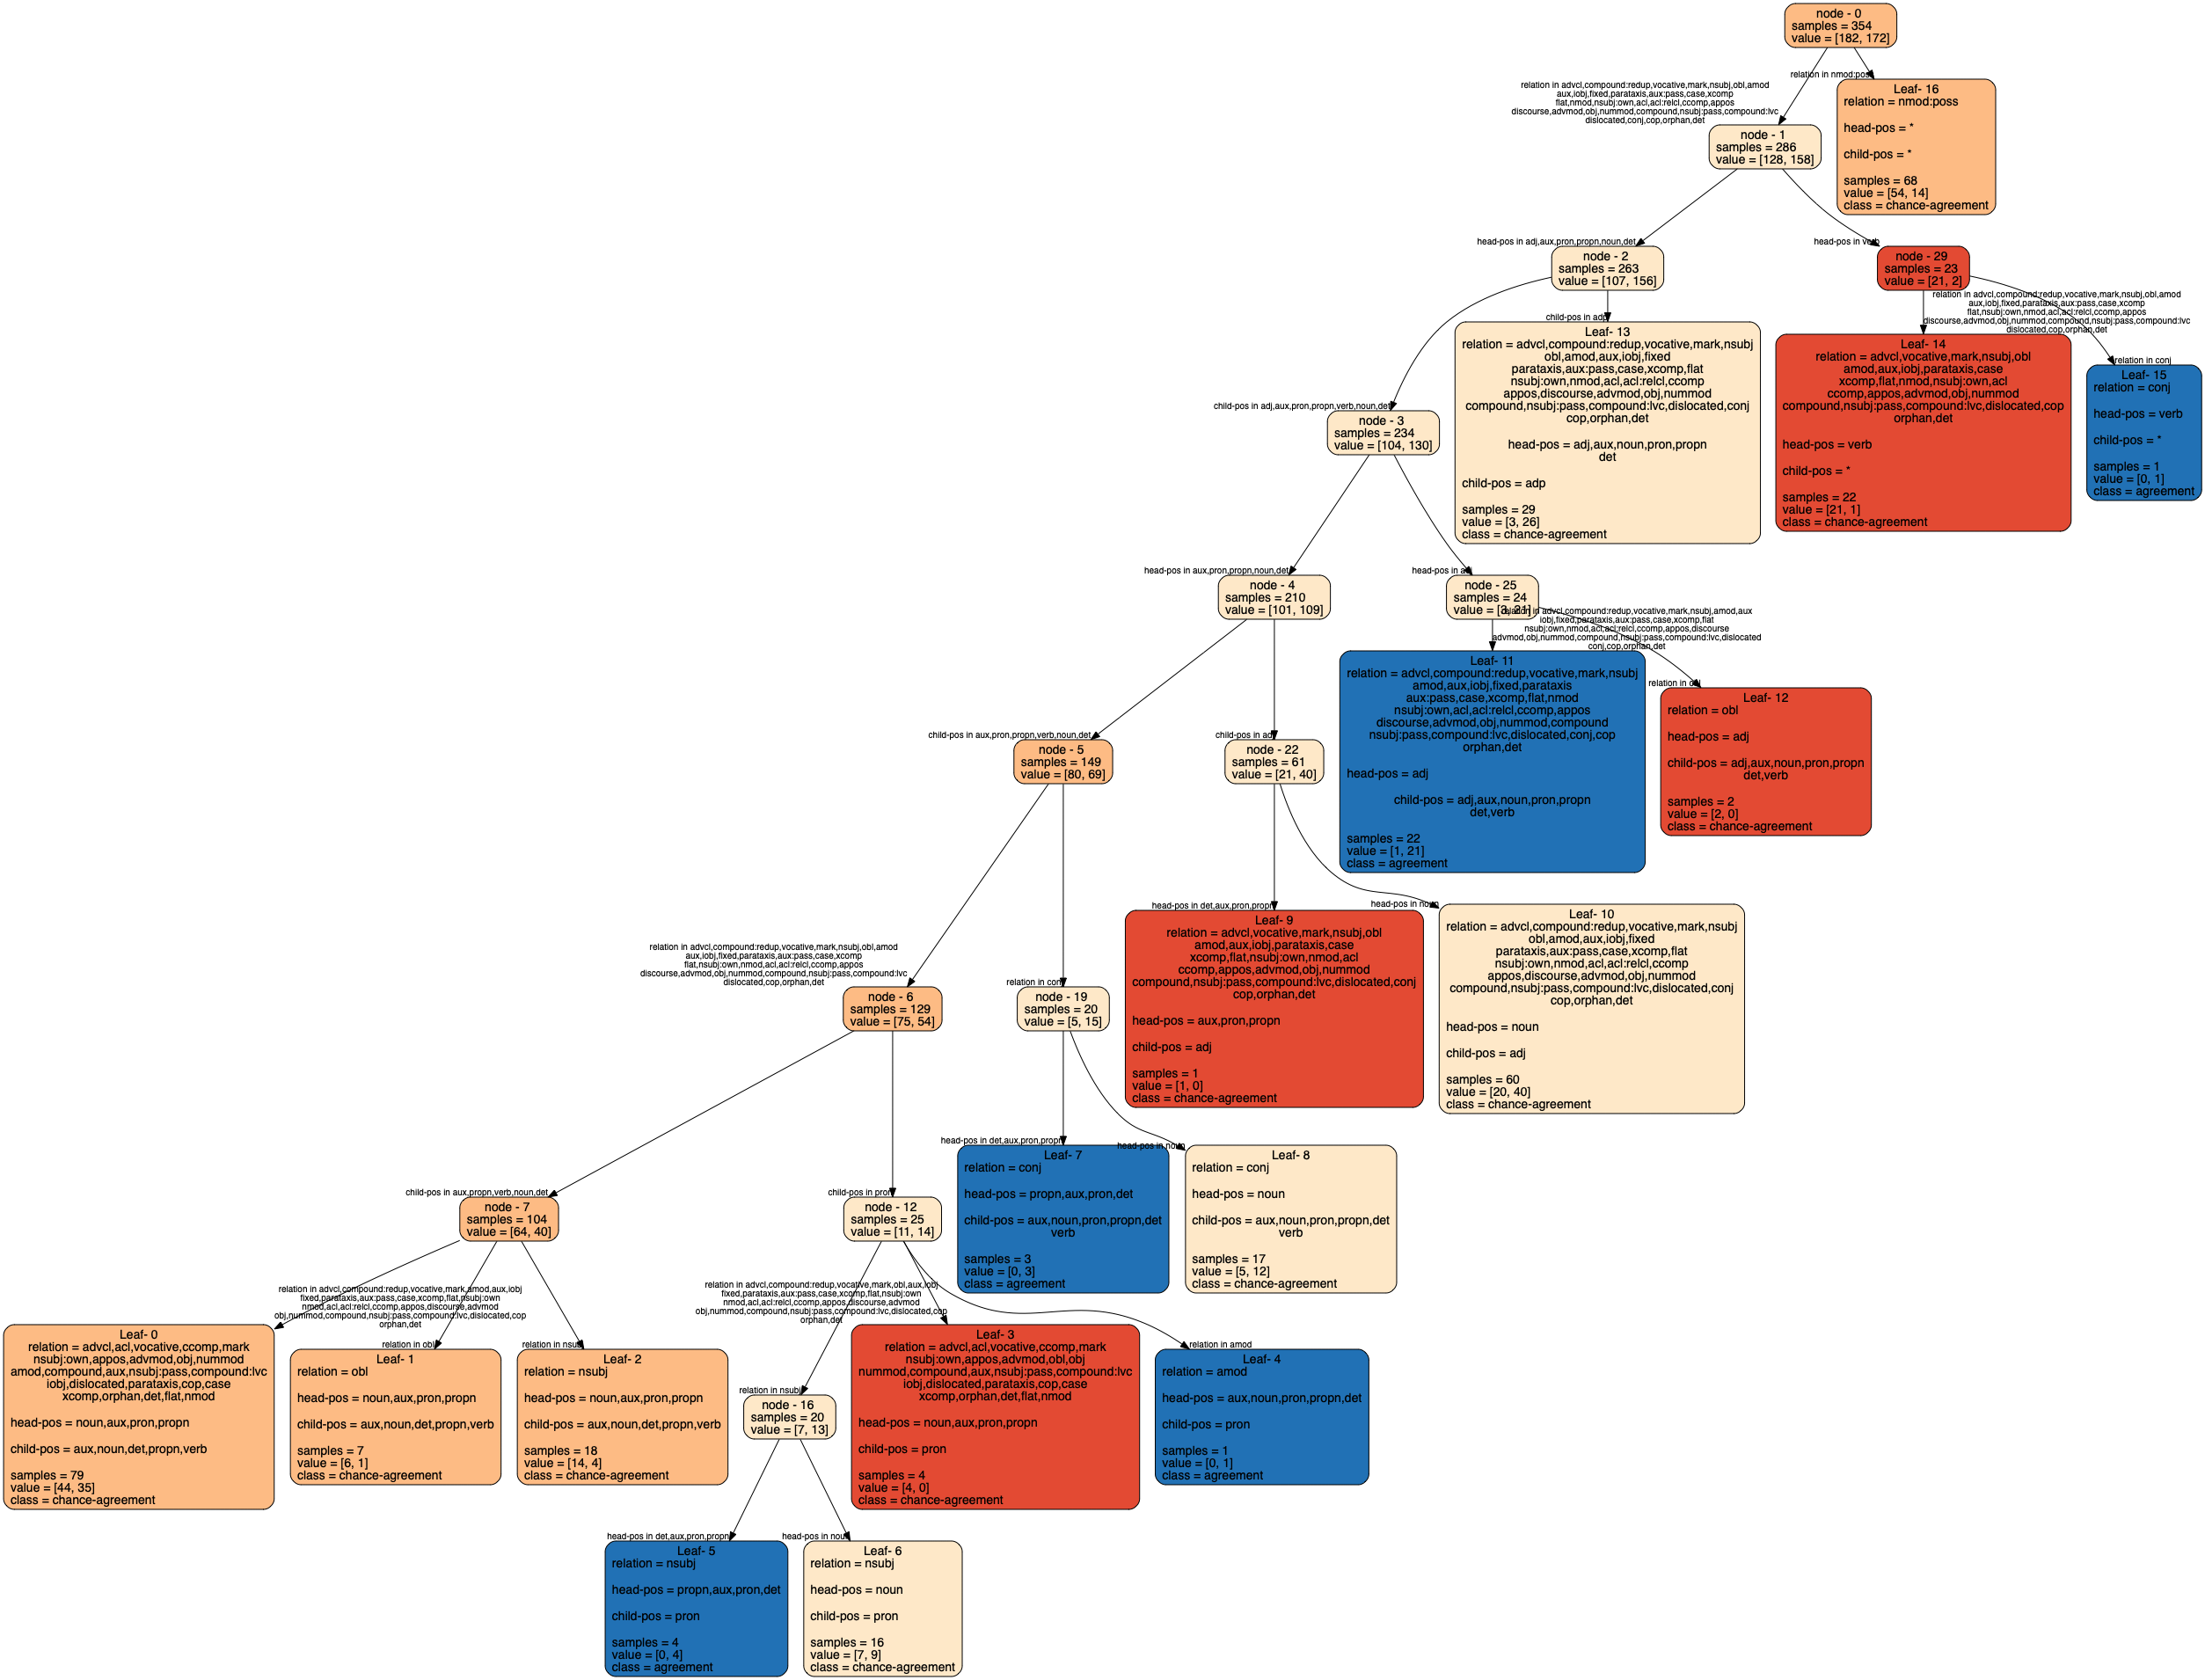 node - 0
samples = 354
value = [182, 172]
relation in advcl,compound:redup,vocative,mark,nsubj,obl,amod
aux,iobj,fixed,parataxis,aux:pass,case,xcomp
flat,nmod,nsubj:own,acl,acl:relcl,ccomp,appos
discourse,advmod,obj,nummod,compound,nsubj:pass,compound:lvc
dislocated,conj,cop,orphan,det
relation in nmod:poss
node - 1
samples = 286
value = [128, 158]
Leaf- 16
relation = nmod:poss
head-pos = *
child-pos = *
samples = 68
value = [54, 14]
class = chance-agreement
head-pos in adj,aux,pron,propn,noun,det
node - 2
samples = 263
value = [107, 156]
head-pos in verb
node - 29
samples = 23
value = [21, 2]
child-pos in adj,aux,pron,propn,verb,noun,det
node - 3
samples = 234
value = [104, 130]
child-pos in adp
Leaf- 13
relation = advcl,compound:redup,vocative,mark,nsubj
obl,amod,aux,iobj,fixed
parataxis,aux:pass,case,xcomp,flat
nsubj:own,nmod,acl,acl:relcl,ccomp
appos,discourse,advmod,obj,nummod
compound,nsubj:pass,compound:lvc,dislocated,conj
cop,orphan,det
head-pos = adj,aux,noun,pron,propn
det
child-pos = adp
samples = 29
value = [3, 26]
class = chance-agreement
relation in advcl,compound:redup,vocative,mark,nsubj,obl,amod
aux,iobj,fixed,parataxis,aux:pass,case,xcomp
flat,nsubj:own,nmod,acl,acl:relcl,ccomp,appos
discourse,advmod,obj,nummod,compound,nsubj:pass,compound:lvc
dislocated,cop,orphan,det
Leaf- 14
relation = advcl,vocative,mark,nsubj,obl
amod,aux,iobj,parataxis,case
xcomp,flat,nmod,nsubj:own,acl
ccomp,appos,advmod,obj,nummod
compound,nsubj:pass,compound:lvc,dislocated,cop
orphan,det
head-pos = verb
child-pos = *
samples = 22
value = [21, 1]
class = chance-agreement
relation in conj
Leaf- 15
relation = conj
head-pos = verb
child-pos = *
samples = 1
value = [0, 1]
class = agreement
head-pos in aux,pron,propn,noun,det
node - 4
samples = 210
value = [101, 109]
head-pos in adj
node - 25
samples = 24
value = [3, 21]
relation in advcl,compound:redup,vocative,mark,nsubj,amod,aux
iobj,fixed,parataxis,aux:pass,case,xcomp,flat
nsubj:own,nmod,acl,acl:relcl,ccomp,appos,discourse
advmod,obj,nummod,compound,nsubj:pass,compound:lvc,dislocated
conj,cop,orphan,det
Leaf- 11
relation = advcl,compound:redup,vocative,mark,nsubj
amod,aux,iobj,fixed,parataxis
aux:pass,case,xcomp,flat,nmod
nsubj:own,acl,acl:relcl,ccomp,appos
discourse,advmod,obj,nummod,compound
nsubj:pass,compound:lvc,dislocated,conj,cop
orphan,det
head-pos = adj
child-pos = adj,aux,noun,pron,propn
det,verb
samples = 22
value = [1, 21]
class = agreement
relation in obl
Leaf- 12
relation = obl
head-pos = adj
child-pos = adj,aux,noun,pron,propn
det,verb
samples = 2
value = [2, 0]
class = chance-agreement
child-pos in aux,pron,propn,verb,noun,det
node - 5
samples = 149
value = [80, 69]
child-pos in adj
node - 22
samples = 61
value = [21, 40]
head-pos in det,aux,pron,propn
Leaf- 9
relation = advcl,vocative,mark,nsubj,obl
amod,aux,iobj,parataxis,case
xcomp,flat,nsubj:own,nmod,acl
ccomp,appos,advmod,obj,nummod
compound,nsubj:pass,compound:lvc,dislocated,conj
cop,orphan,det
head-pos = aux,pron,propn
child-pos = adj
samples = 1
value = [1, 0]
class = chance-agreement
head-pos in noun
Leaf- 10
relation = advcl,compound:redup,vocative,mark,nsubj
obl,amod,aux,iobj,fixed
parataxis,aux:pass,case,xcomp,flat
nsubj:own,nmod,acl,acl:relcl,ccomp
appos,discourse,advmod,obj,nummod
compound,nsubj:pass,compound:lvc,dislocated,conj
cop,orphan,det
head-pos = noun
child-pos = adj
samples = 60
value = [20, 40]
class = chance-agreement
relation in advcl,compound:redup,vocative,mark,nsubj,obl,amod
aux,iobj,fixed,parataxis,aux:pass,case,xcomp
flat,nsubj:own,nmod,acl,acl:relcl,ccomp,appos
discourse,advmod,obj,nummod,compound,nsubj:pass,compound:lvc
dislocated,cop,orphan,det
node - 6
samples = 129
value = [75, 54]
relation in conj
node - 19
samples = 20
value = [5, 15]
head-pos in det,aux,pron,propn
Leaf- 7
relation = conj
head-pos = propn,aux,pron,det
child-pos = aux,noun,pron,propn,det
verb
samples = 3
value = [0, 3]
class = agreement
head-pos in noun
Leaf- 8
relation = conj
head-pos = noun
child-pos = aux,noun,pron,propn,det
verb
samples = 17
value = [5, 12]
class = chance-agreement
child-pos in aux,propn,verb,noun,det
node - 7
samples = 104
value = [64, 40]
child-pos in pron
node - 12
samples = 25
value = [11, 14]
relation in advcl,compound:redup,vocative,mark,amod,aux,iobj
fixed,parataxis,aux:pass,case,xcomp,flat,nsubj:own
nmod,acl,acl:relcl,ccomp,appos,discourse,advmod
obj,nummod,compound,nsubj:pass,compound:lvc,dislocated,cop
orphan,det
Leaf- 0
relation = advcl,acl,vocative,ccomp,mark
nsubj:own,appos,advmod,obj,nummod
amod,compound,aux,nsubj:pass,compound:lvc
iobj,dislocated,parataxis,cop,case
xcomp,orphan,det,flat,nmod
head-pos = noun,aux,pron,propn
child-pos = aux,noun,det,propn,verb
samples = 79
value = [44, 35]
class = chance-agreement
relation in obl
Leaf- 1
relation = obl
head-pos = noun,aux,pron,propn
child-pos = aux,noun,det,propn,verb
samples = 7
value = [6, 1]
class = chance-agreement
relation in nsubj
Leaf- 2
relation = nsubj
head-pos = noun,aux,pron,propn
child-pos = aux,noun,det,propn,verb
samples = 18
value = [14, 4]
class = chance-agreement
relation in advcl,compound:redup,vocative,mark,obl,aux,iobj
fixed,parataxis,aux:pass,case,xcomp,flat,nsubj:own
nmod,acl,acl:relcl,ccomp,appos,discourse,advmod
obj,nummod,compound,nsubj:pass,compound:lvc,dislocated,cop
orphan,det
Leaf- 3
relation = advcl,acl,vocative,ccomp,mark
nsubj:own,appos,advmod,obl,obj
nummod,compound,aux,nsubj:pass,compound:lvc
iobj,dislocated,parataxis,cop,case
xcomp,orphan,det,flat,nmod
head-pos = noun,aux,pron,propn
child-pos = pron
samples = 4
value = [4, 0]
class = chance-agreement
relation in amod
Leaf- 4
relation = amod
head-pos = aux,noun,pron,propn,det
child-pos = pron
samples = 1
value = [0, 1]
class = agreement
relation in nsubj
node - 16
samples = 20
value = [7, 13]
head-pos in det,aux,pron,propn
Leaf- 5
relation = nsubj
head-pos = propn,aux,pron,det
child-pos = pron
samples = 4
value = [0, 4]
class = agreement
head-pos in noun
Leaf- 6
relation = nsubj
head-pos = noun
child-pos = pron
samples = 16
value = [7, 9]
class = chance-agreement